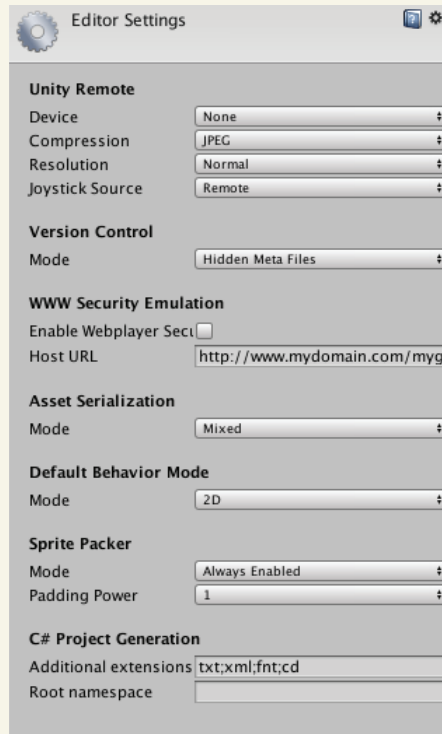 Editor Settings
Unity Remote
Device None
Compression JPEG
Resolution Normal
Joystick Source Remote
Version Control
Mode Hidden Meta Files
WWW Security Emulation
Enable Webplayer Secu
Host URL http://www.mydomain.com/myg
Asset Serialization
Mode Mixed
Default Behavior Mode
Mode 2D
Sprite Packer
Mode Always Enabled
Padding Power 1
C# Project Generation
Additional extensions txt;xml;fnt;cd
Root namespace